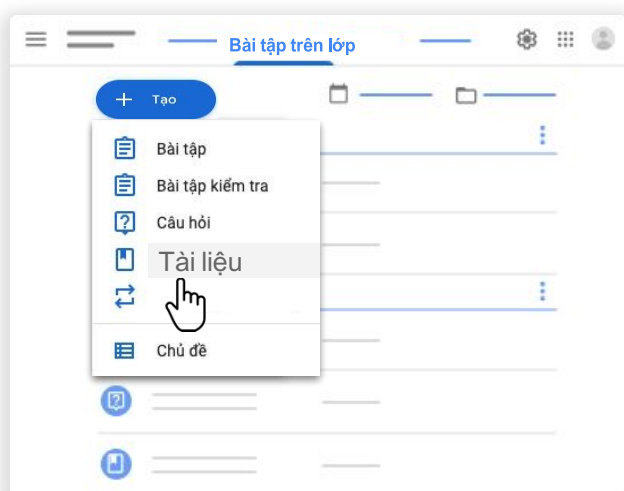 Bài tập trên lớp
Tạo
Bài tập
Bài tập kiểm tra
Câu hỏi
Tài liệu
Chủ đề